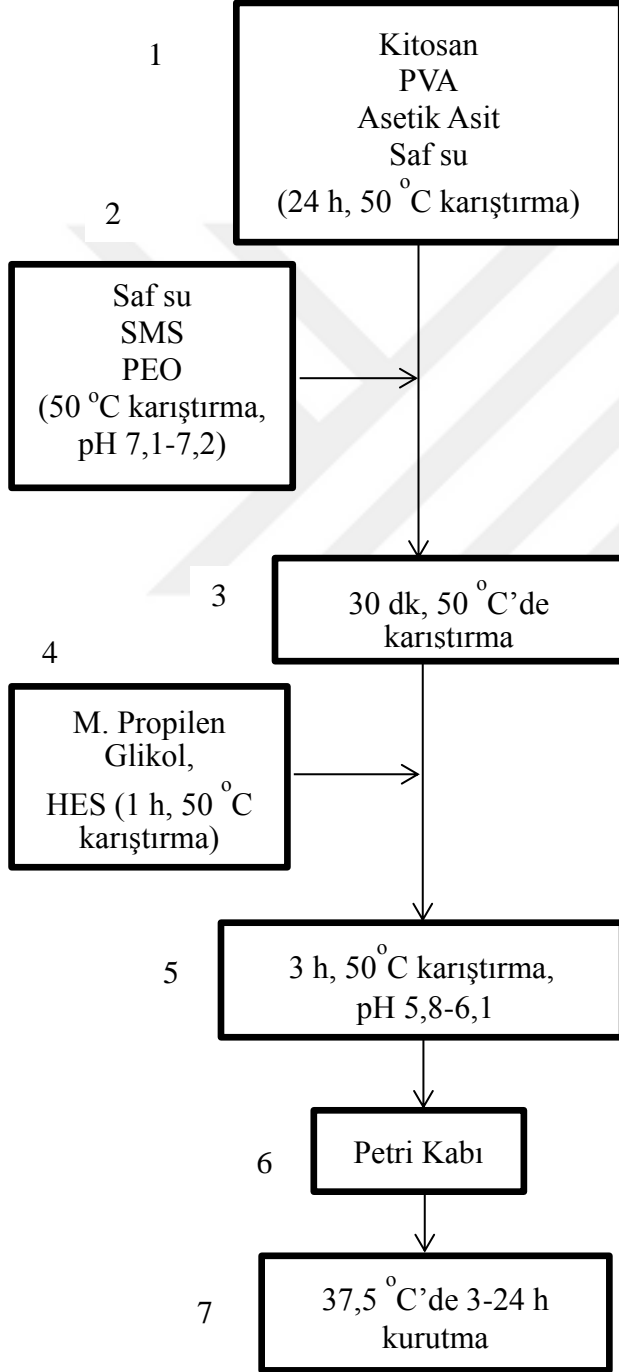 1
Kitosan
PVA
Asetik Asit
Saf su
(24 h, 50 °C karıştırma)
2
Saf su
SMS
PEO
(50 °C karıştırma,
pH 7,1-7,2)
3
30 dk, 50 °C’de
karıstırma
4
M. Propilen
Glikol,
HES (1 h, 50 °C
karıştırma)
5
3 h, 50°C karıştırma,
pH 5,8-6,1
6
Petri Kabı
7
37,5 °C’de 3-24 h
kurutma